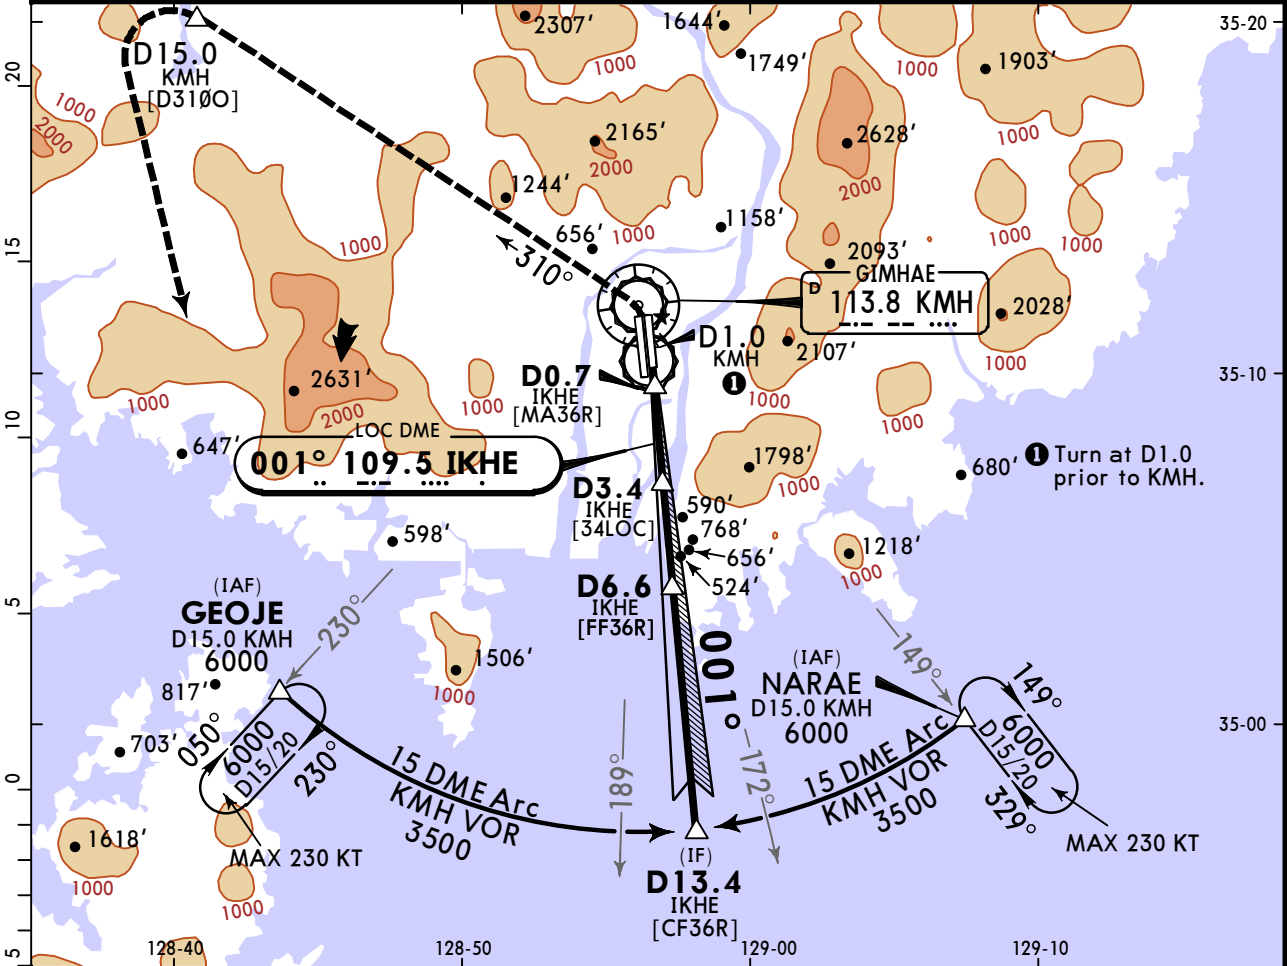 2307′
1644′
35-20
D15.0
KMH
[D310O]
1749′
1903′
1000
1000
20
1000
2000
1000
2165′
2000
2628′
2000
1244′
1000
656′
1158′
1000
1000
310°
15
2093′
GIMHAE
D 113.8 KMH
2028′
D1.0
KMH
❶
2107′
1000
35-10
D0.7
IKHE
[MA36R]
2631′
2000
1000
1000
1000
1000
10
LOC DME
001° 109.5 IKHE
647′
1798′
1000
680′
❶ Turn at D1.0
prior to KMH.
D3.4
IKHE
[34LOC]
590′
768′
656′
524′
598′
1218′
1000
D6.6
IKHE
[FF36R]
5
(IAF)
GEOJE
D15.0 KMH
6000
230°
1506′
1000
001°
149°
(IAF)
NARAE
D15.0 KMH
6000
149°
6000
D15/20
329°
817′
703′
050°
6000
D15/20
230°
35-00
15 DME Arc
KMH VOR
3500
189°
172°
15 DME Arc
KMH VOR
3500
0
1618′
1000
MAX 230 KT
MAX 230 KT
1000
(IF)
D13.4
IKHE
[CF36R]
5
128-40
128-50
129-00
129-10